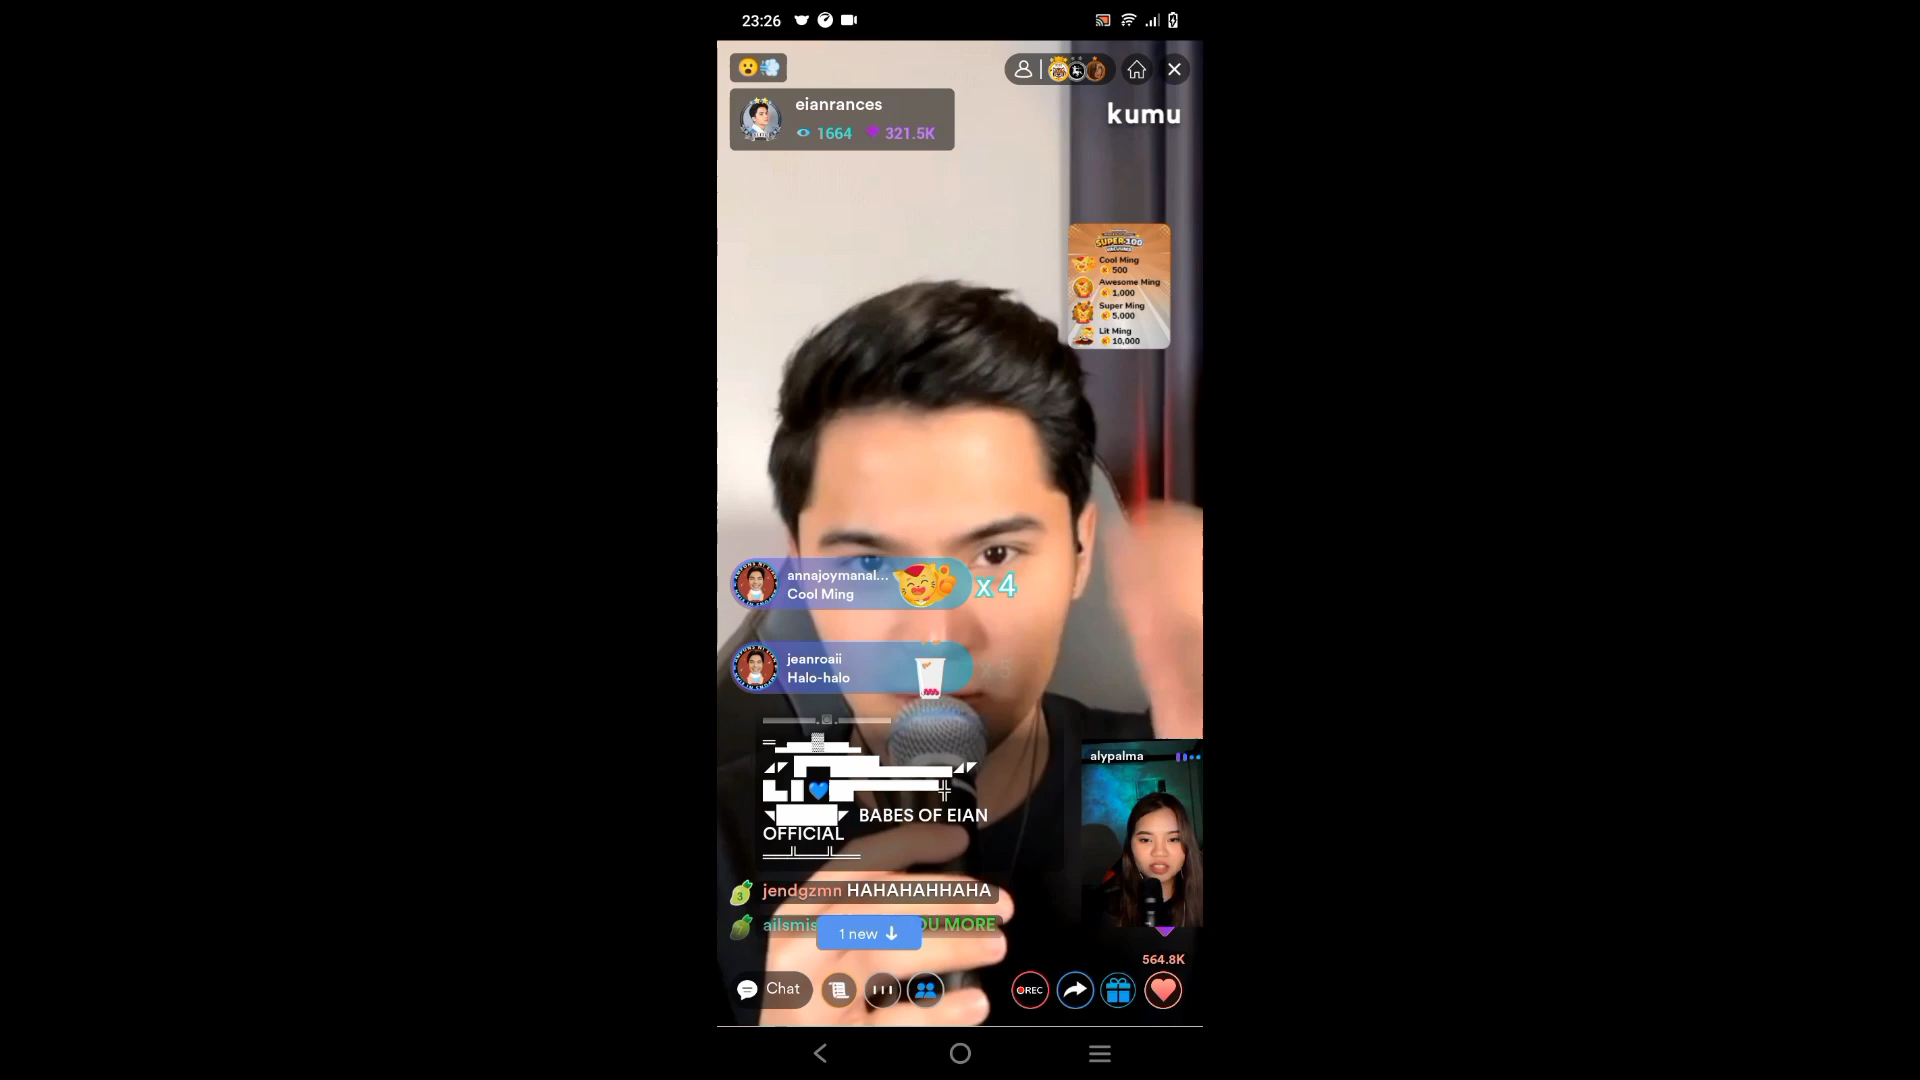 23:26
eianrances
1664 321.5K
kumu
SUPER 100
Cool Ming
500
Awesome Ming
1,000
Super Ming
5,000
Lit Ming
10,000
annajoymanal...
Cool Ming
x 4
jeanroaii
Halo-halo
BABES OF EIAN
OFFICIAL
alypalma
jendgzmn HAHAHAHHAHA
MORE
1 new
564.8K
Chat
REC